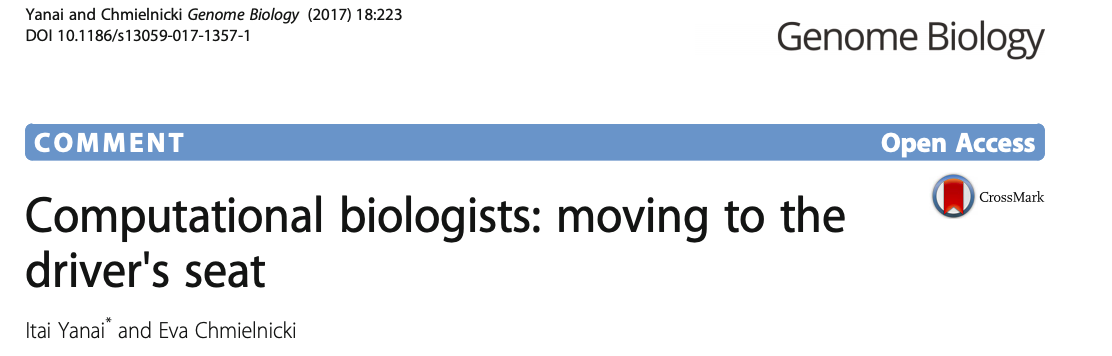 Yanai and Chmielnicki Genome Biology (2017) 18:223
DOI 10.1186/s13059-017-1357-1
Genome Biology
COMMENT
Open Access
Computational biologists: moving to the
driver's seat
CrossMark
Itai Yanai* and Eva Chmielnicki